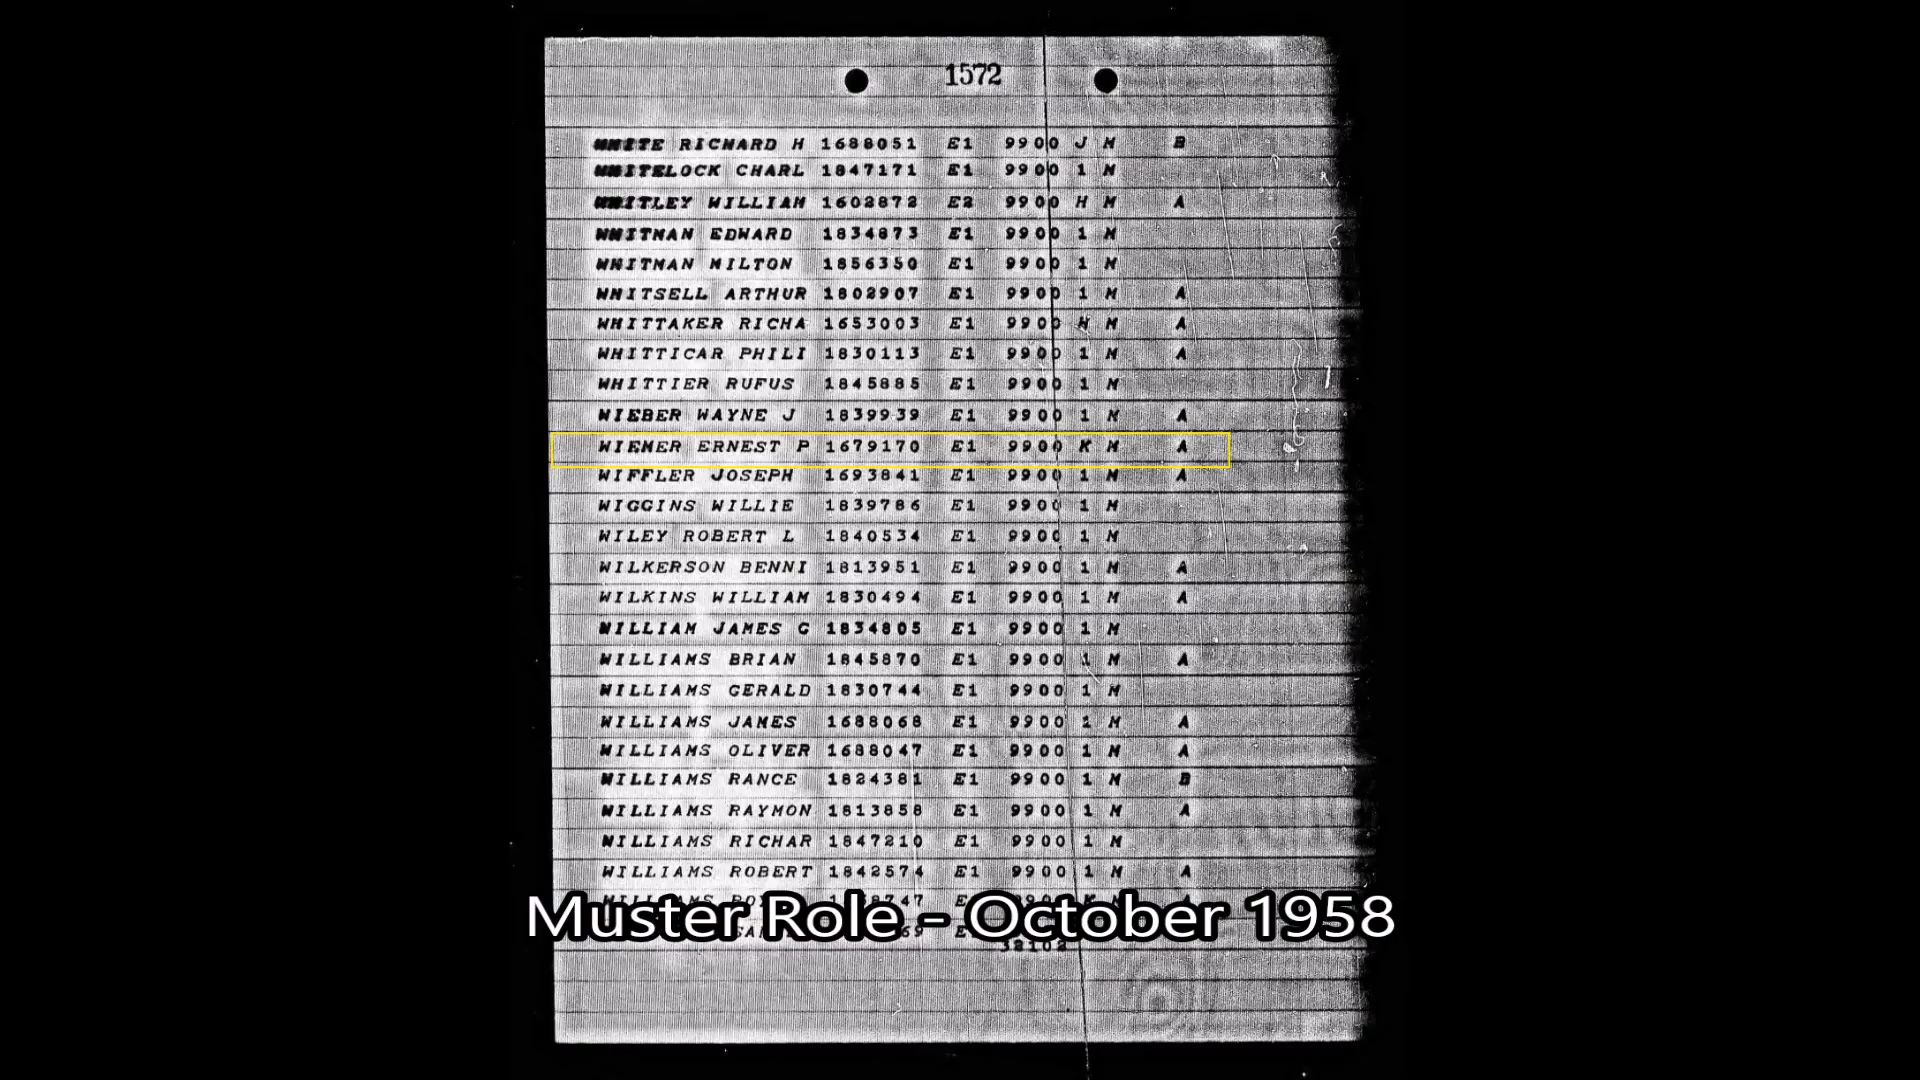 1572
WHITE RICHARD H 1688051 E1 9900 J M B
WHITELOCK CHARL 1847171 E1 9900 1 M
WHITLEY WILLIAM 1602872 E2 9900 H M A
WHITMAN EDWARD 1834873 E1 9900 1 M
WHITMAN MILTON 1856350 E1 9900 1 M
WHITSELL ARTHUR 1802907 E1 9900 1 M A
WHITTAKER RICHA 1653003 E1 9900 H M A
WHITTICAR PHILI 1830113 E1 9900 1 M A
WHITTIER RUFUS 1845885 E1 9900 1 M
WIEBER WAYNE J 1839939 E1 9900 1 M A
WIEMER ERNEST P 1679170 E1 9900 K M A
WIFFLER JOSEPH 1693841 E1 9900 1 M A
WIGGINS WILLIE 1839786 E1 9900 1 M
WILEY ROBERT L 1840534 E1 9900 1 M
WILKERSON BENNI 1813951 E1 9900 1 M A
WILKINS WILLIAM 1830494 E1 9900 1 M A
WILLIAM JAMES G 1834805 E1 9900 1 M
WILLIAMS BRIAN 1845870 E1 9900 1 M A
WILLIAMS GERALD 1830744 E1 9900 1 M
WILLIAMS JAMES 1688068 E1 9900 1 M A
WILLIAMS OLIVER 1688047 E1 9900 1 M A
WILLIAMS RANCE 1824381 E1 9900 1 M B
WILLIAMS RAYMON 1813858 E1 9900 1 M A
WILLIAMS RICHAR 1847210 E1 9900 1 M
WILLIAMS ROBERT 1842574 E1 9900 1 M A
WILLIAMS
Muster Role - October 1958
32102